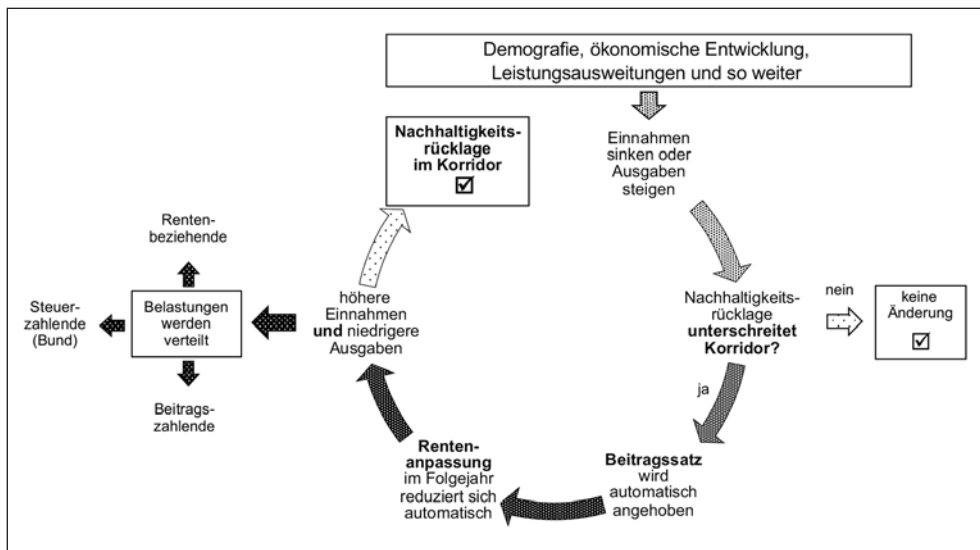 Demografie, ökonomische Entwicklung,
Leistungsausweitungen und so weiter
Einnahmen
sinken oder
Ausgaben
steigen
Nachhaltigkeits-
rücklage
unterschreitet
Korridor?
nein
keine
Änderung
ja
Beitragssatz
wird
automatisch
angehoben
Renten-
anpassung
im Folgejahr
reduziert sich
automatisch
höhere
Einnahmen
und niedrigere
Ausgaben
Nachhaltigkeits-
rücklage
im Korridor
Belastungen
werden
verteilt
Renten-
beziehende
Steuer-
zahlende
(Bund)
Beitrags-
zahlende